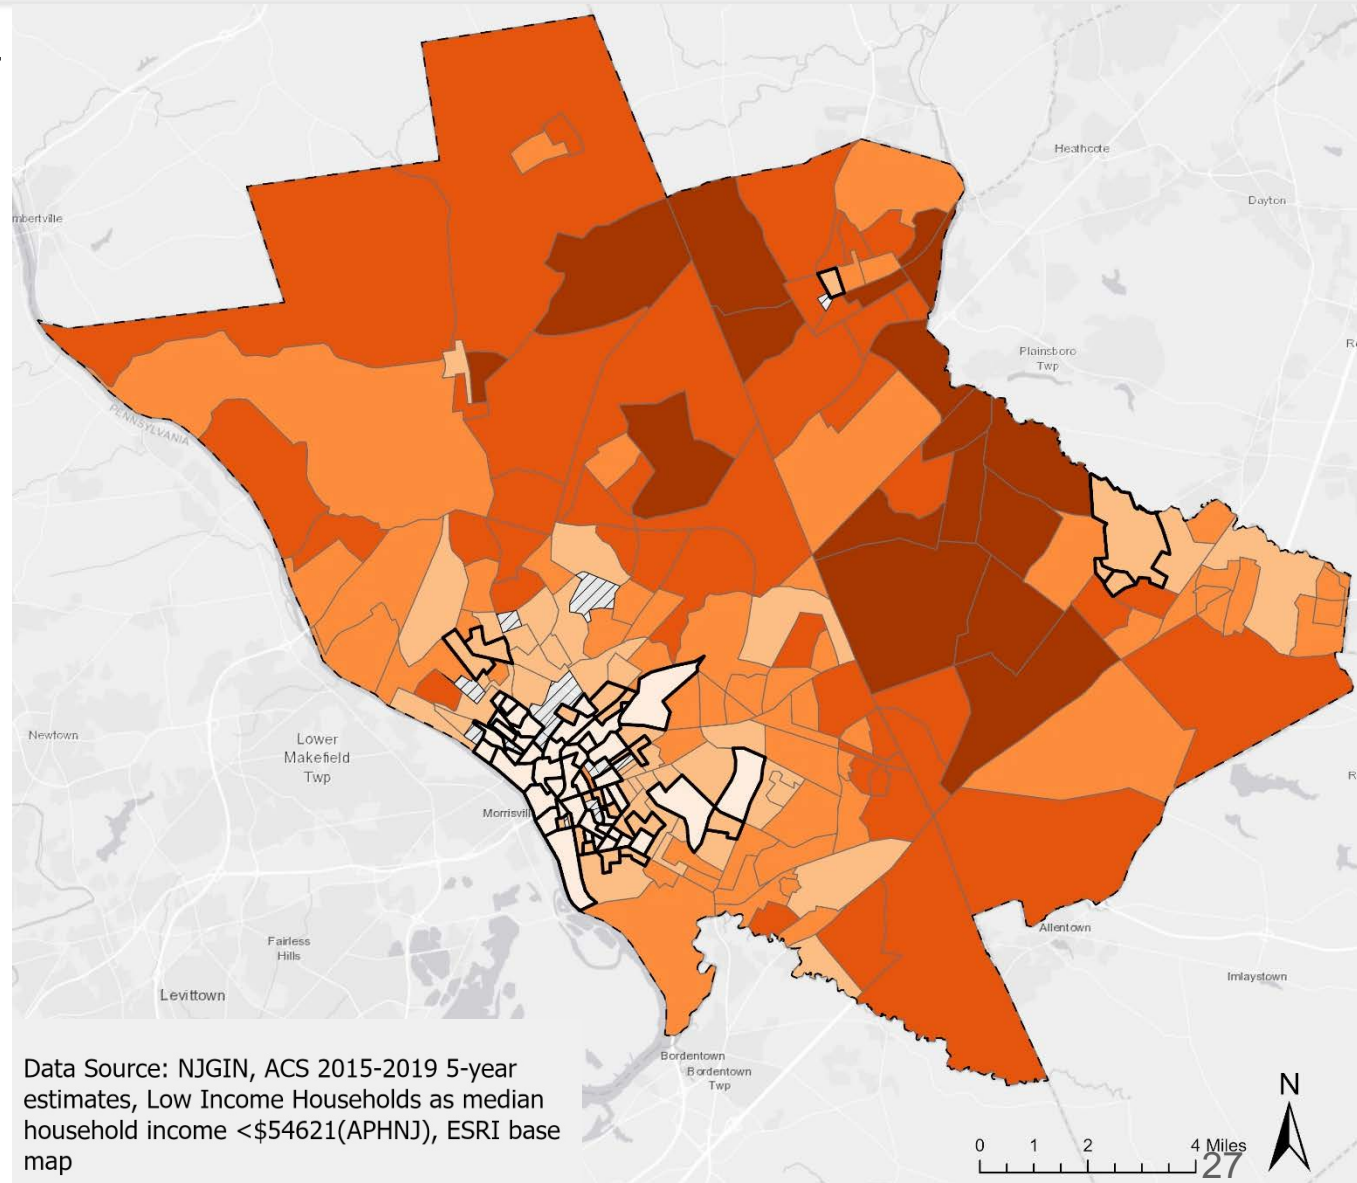 Heathcote
Dayton
mbertville
Plainsboro
Twp
PENNSYLVANIA
Newtown
Lower
Makefield
Twp
Morrisvil
Fairless
Hills
Levittown
Allentown
Imlaystown
Bordentown
Bordentown
Twp
Data Source: NJGIN, ACS 2015-2019 5-year
estimates, Low Income Households as median
household income <$54621(APHNJ), ESRI base
map
N
0 1 2 4 Miles
27